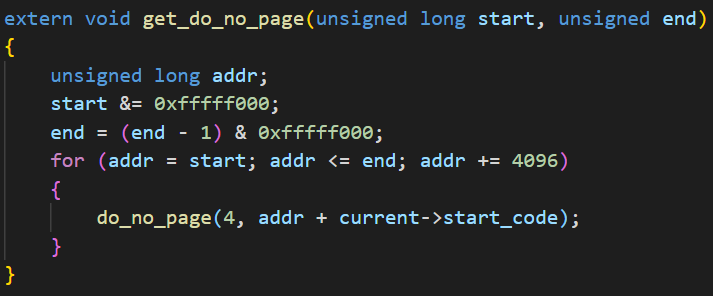 extern void get_do_no_page(unsigned long start, unsigned end)
{
    unsigned long addr;
    start &= 0xfffff000;
    end = (end - 1) & 0xfffff000;
    for (addr = start; addr <= end; addr += 4096)
    {
        do_no_page(4, addr + current->start_code);
    }
}